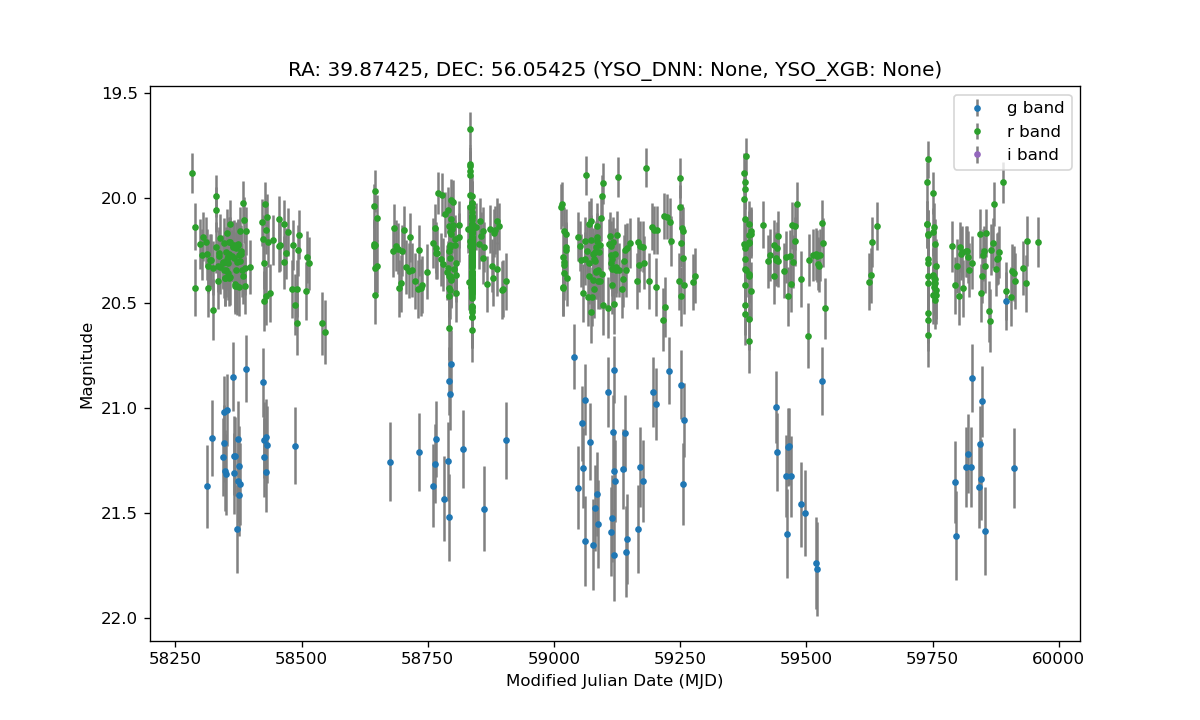 RA: 39.87425, DEC: 56.05425 (YSO_DNN: None, YSO_XGB: None)
g band
r band
i band
19.5
20.0
20.5
21.0
21.5
22.0
Magnitude
58250 58500 58750 59000 59250 59500 59750 60000
Modified Julian Date (MJD)